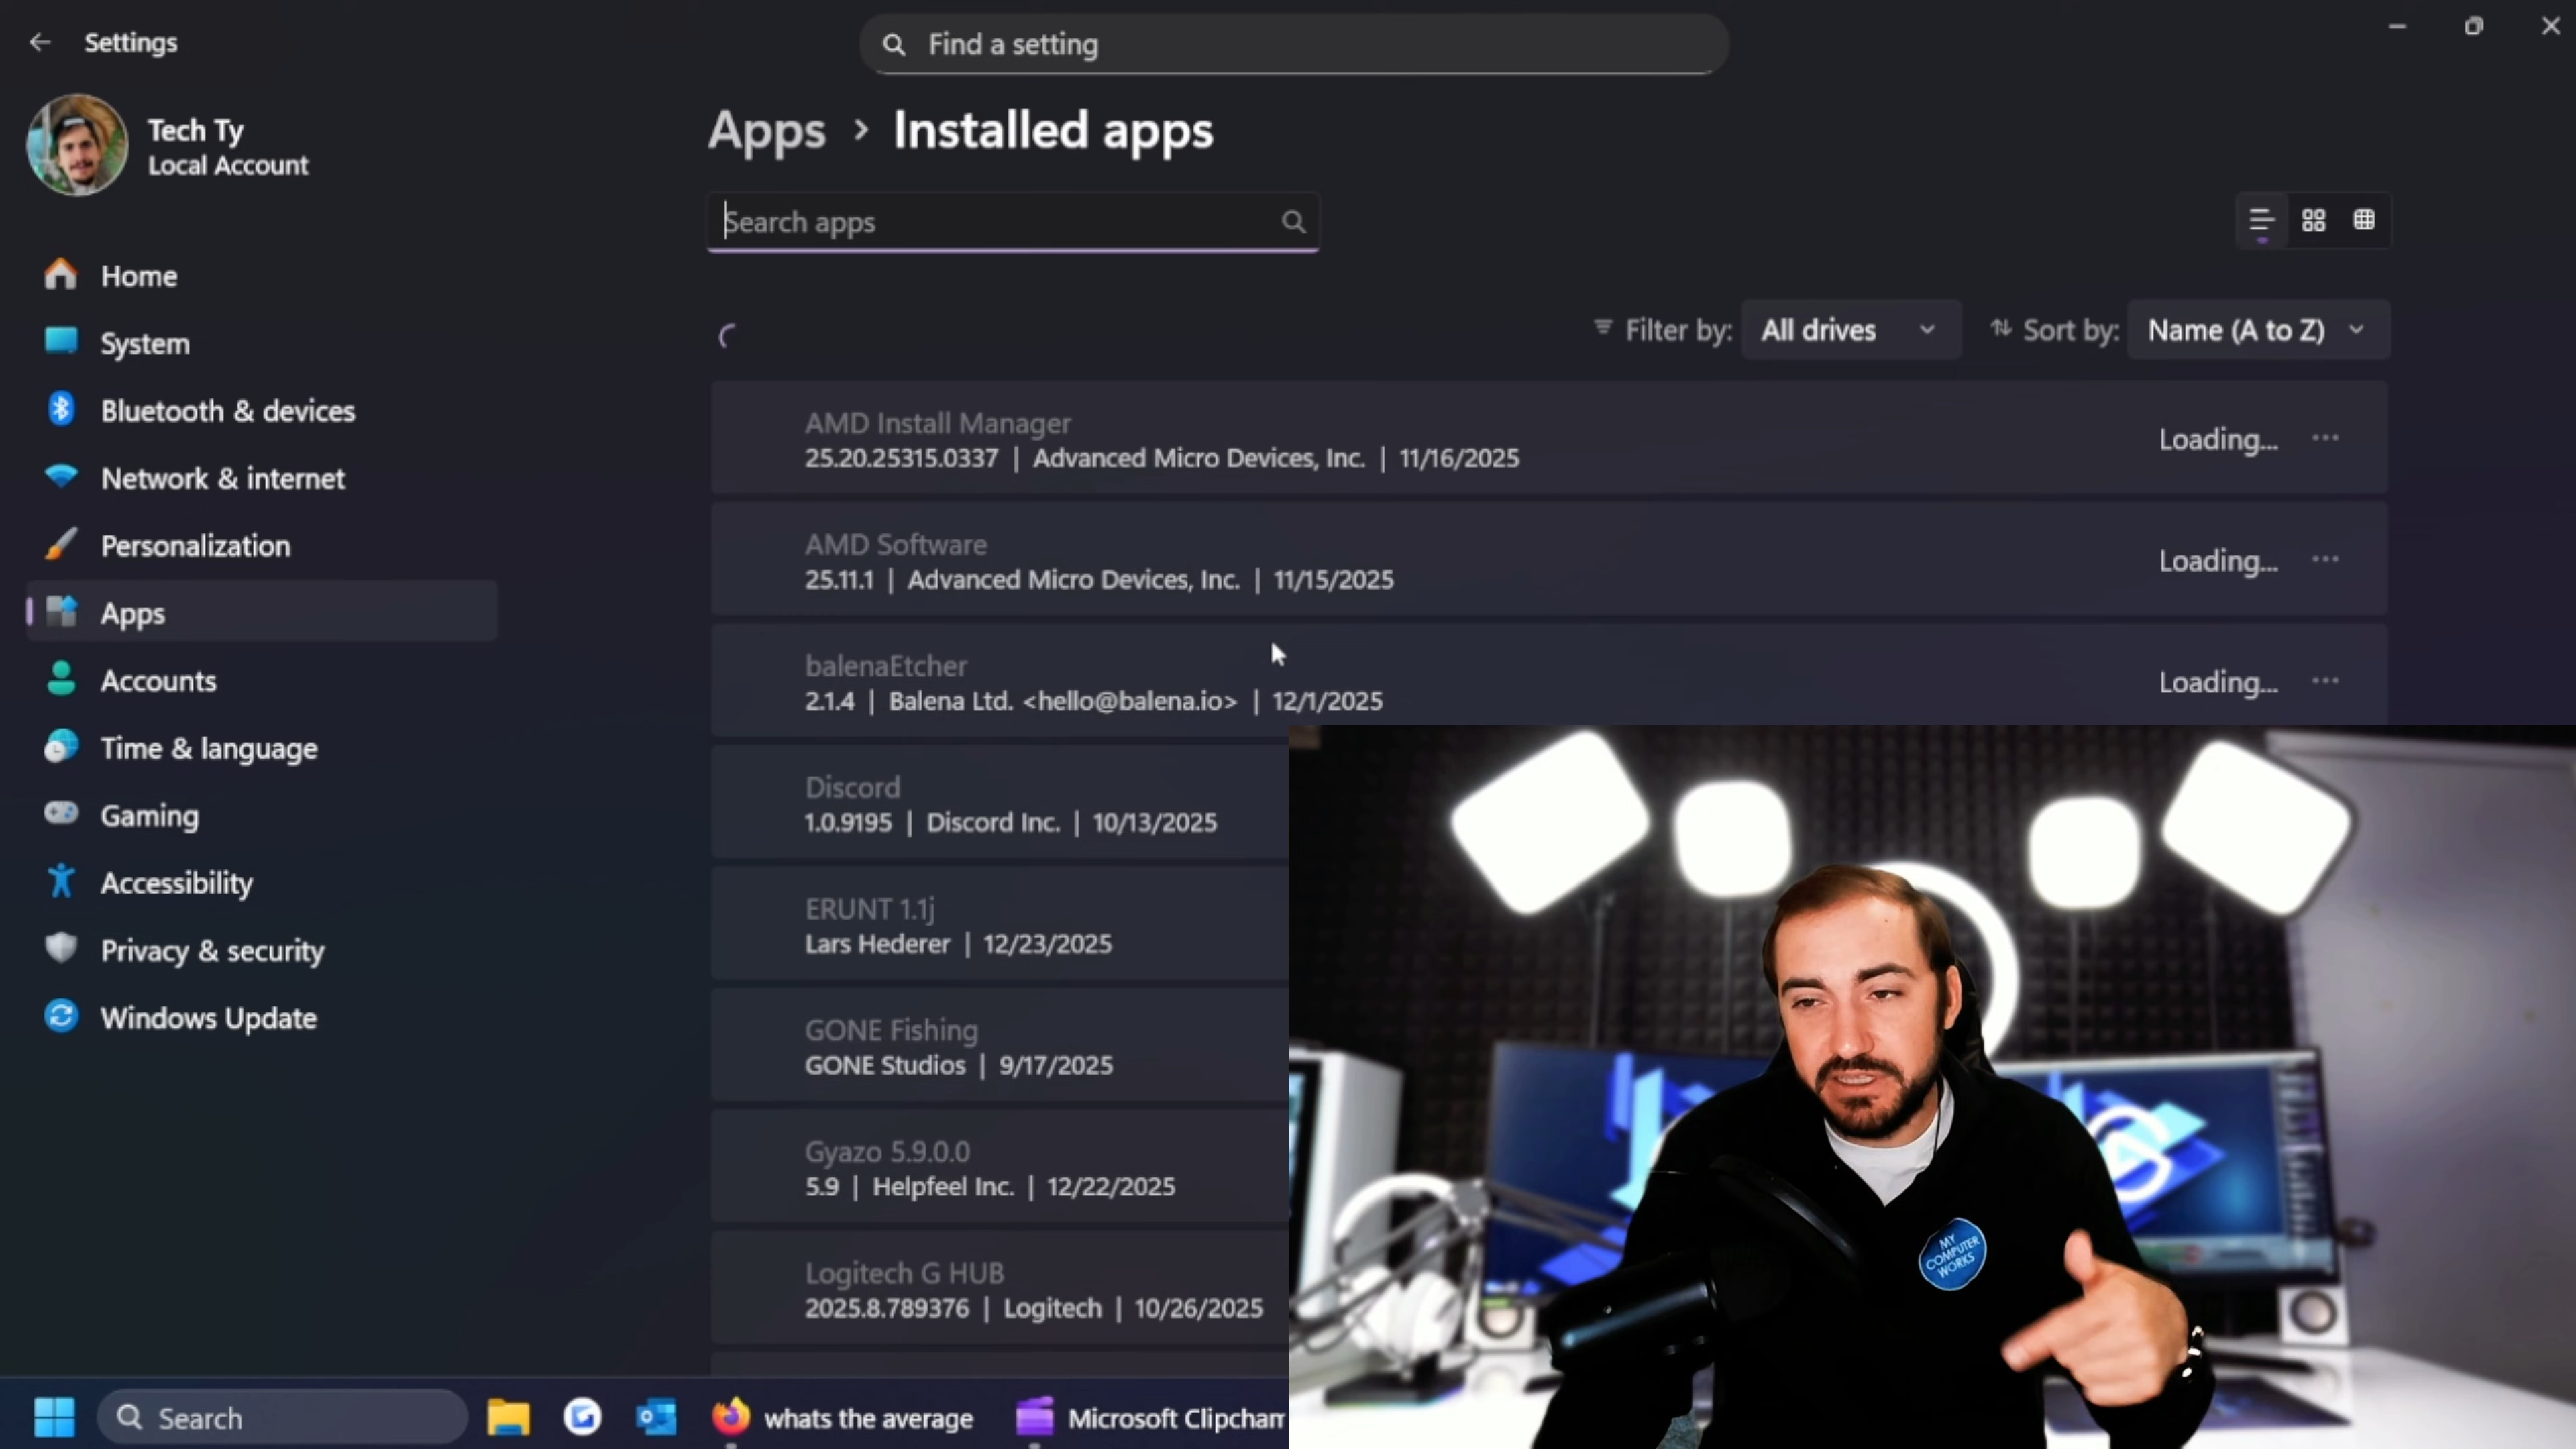 Settings
Find a setting
Tech Ty
Local Account
Home
System
Bluetooth & devices
Network & internet
Personalization
Apps
Accounts
Time & language
Gaming
Accessibility
Privacy & security
Windows Update
Apps > Installed apps
Search apps
Filter by: All drives
Sort by: Name (A to Z)
AMD Install Manager
25.20.25315.0337 | Advanced Micro Devices, Inc. | 11/16/2025
Loading...
AMD Software
25.11.1 | Advanced Micro Devices, Inc. | 11/15/2025
Loading...
balenaEtcher
2.1.4 | Balena Ltd. <hello@balena.io> | 12/1/2025
Loading...
Discord
1.0.9195 | Discord Inc. | 10/13/2025
ERUNT 1.1j
Lars Hederer | 12/23/2025
GONE Fishing
GONE Studios | 9/17/2025
Gyazo 5.9.0.0
5.9 | Helpfeel Inc. | 12/22/2025
Logitech G HUB
2025.8.789376 | Logitech | 10/26/2025
MY
COMPUTER
WORKS
Search
whats the average
Microsoft Clipcham